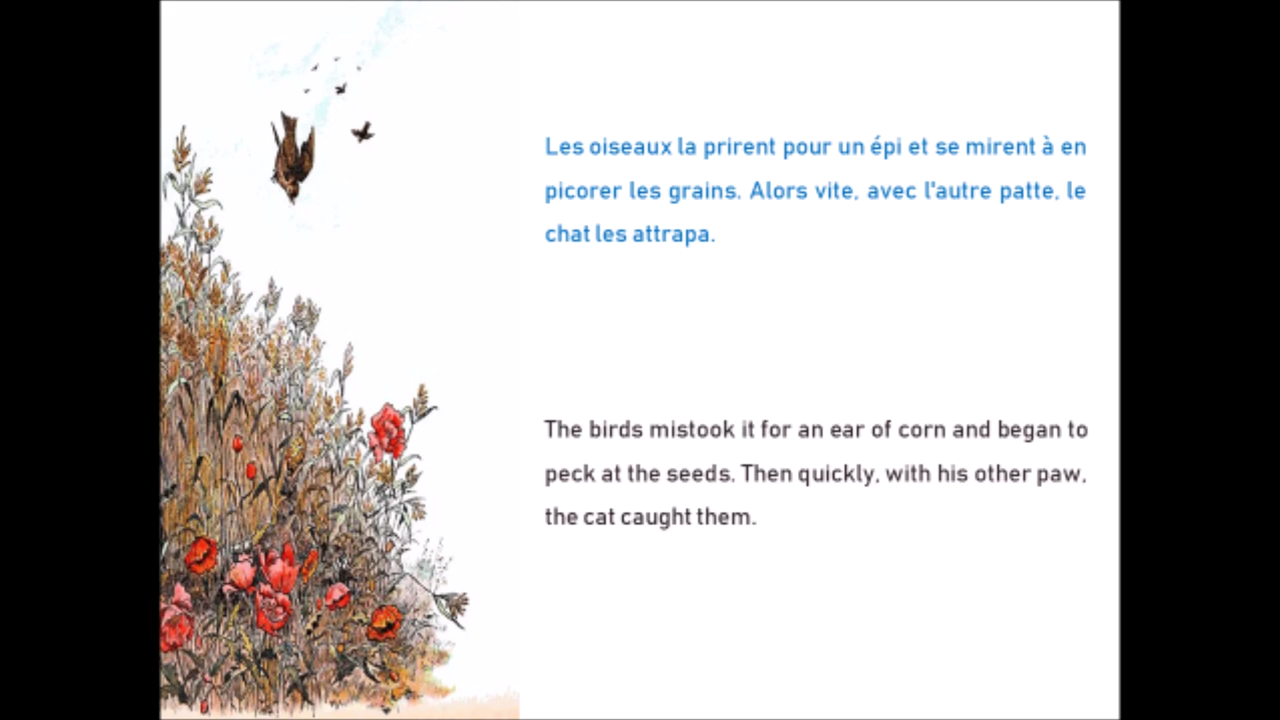 Les oiseaux la prirent pour un épi et se mirent à en
picorer les grains. Alors vite, avec l'autre patte, le
chat les attrapa.
The birds mistook it for an ear of corn and began to
peck at the seeds. Then quickly, with his other paw,
the cat caught them.